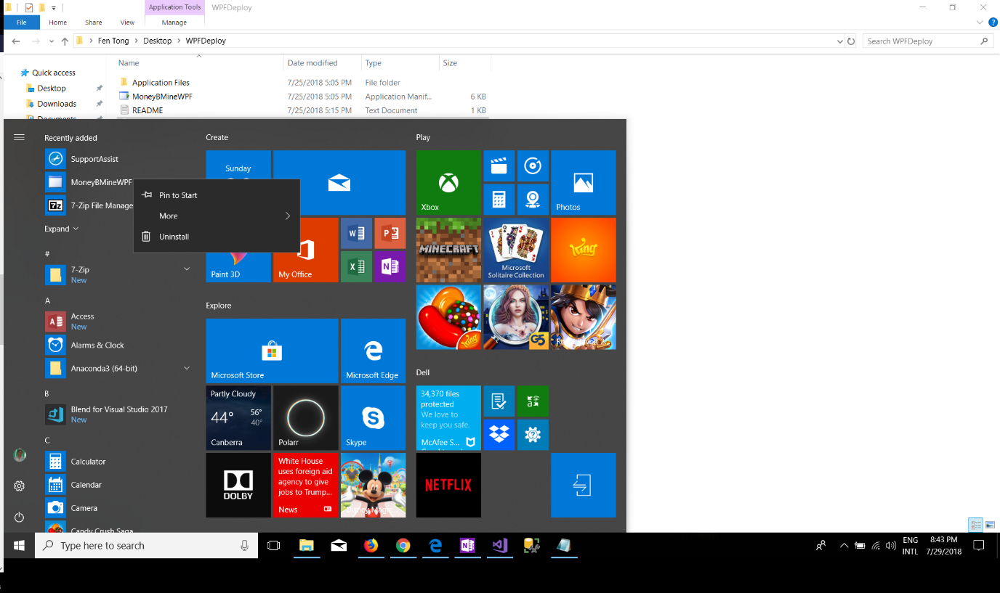 Application Tools
WPFDeploy
File
Home
Share
View
Manage
Fen Tong
Desktop
WPFDeploy
Search WPFDeploy
Name
Date modified
Type
Size
Quick access
Desktop
Downloads
Documents
Application Files
7/25/2018 5:05 PM
File folder
MoneyBMineWPF
7/25/2018 5:05 PM
Application Manif...
6 KB
README
7/25/2018 5:15 PM
Text Document
1 KB
Recently added
SupportAssist
MoneyBMineWPF
7-Zip File Manage
Expand
#
7-Zip
New
A
Access
New
Alarms & Clock
Anaconda3 (64-bit)
B
Blend for Visual Studio 2017
New
C
Calculator
Calendar
Camera
Candy Crush Saga
Pin to Start
More
Uninstall
Create
Sunday
Paint 3D
My Office
Explore
Microsoft Store
Microsoft Edge
Partly Cloudy
44°
56°
40°
Canberra
Polarr
Skype
DOLBY
White House
uses foreign aid
agency to give
jobs to Trump...
News
Disney Magic...
Play
Xbox
Photos
MINECRAFT
Microsoft
Solitaire Collection
King
King
G5
Dell
34,370 files
protected
We love to
keep you safe.
McAfee S...
NETFLIX
Type here to search
ENG
INTL
8:43 PM
7/29/2018